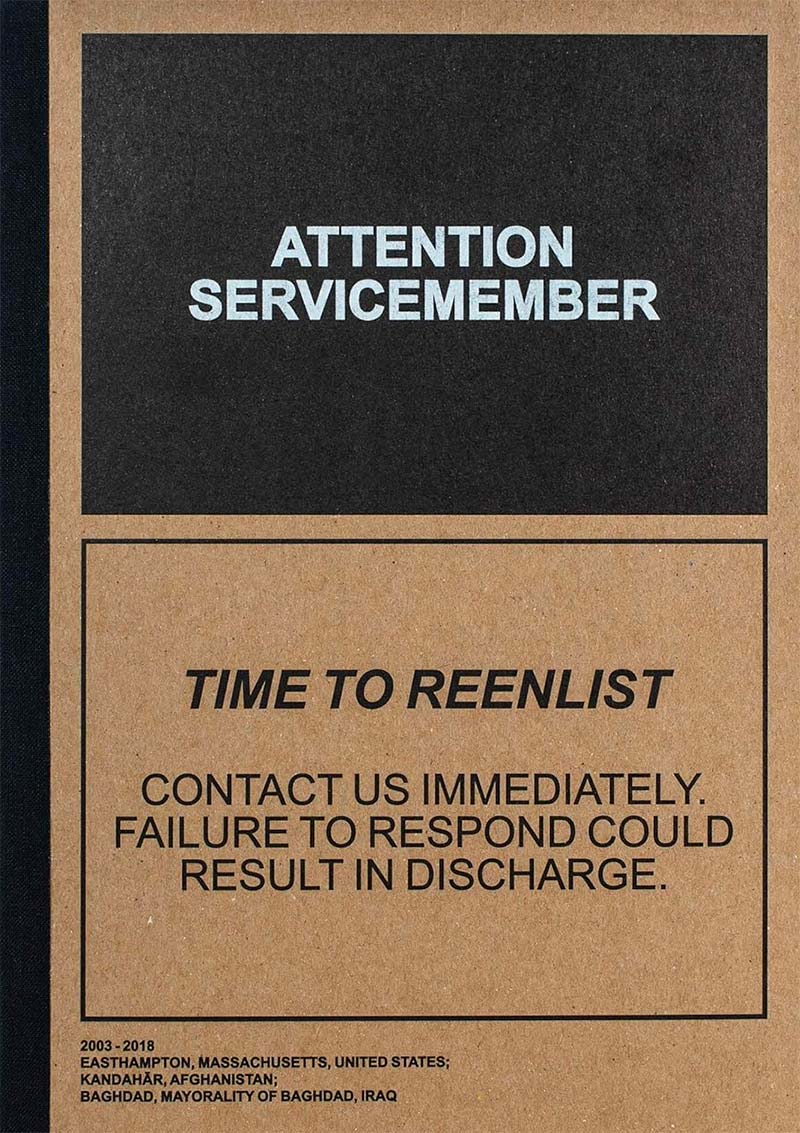 ATTENTION
SERVICEMEMBER
TIME TO REENLIST
CONTACT US IMMEDIATELY.
FAILURE TO RESPOND COULD
RESULT IN DISCHARGE.
2003 - 2018
EASTHAMPTON, MASSACHUSETTS, UNITED STATES;
KANDAHĀR, AFGHANISTAN;
BAGHDAD, MAYORALITY OF BAGHDAD, IRAQ